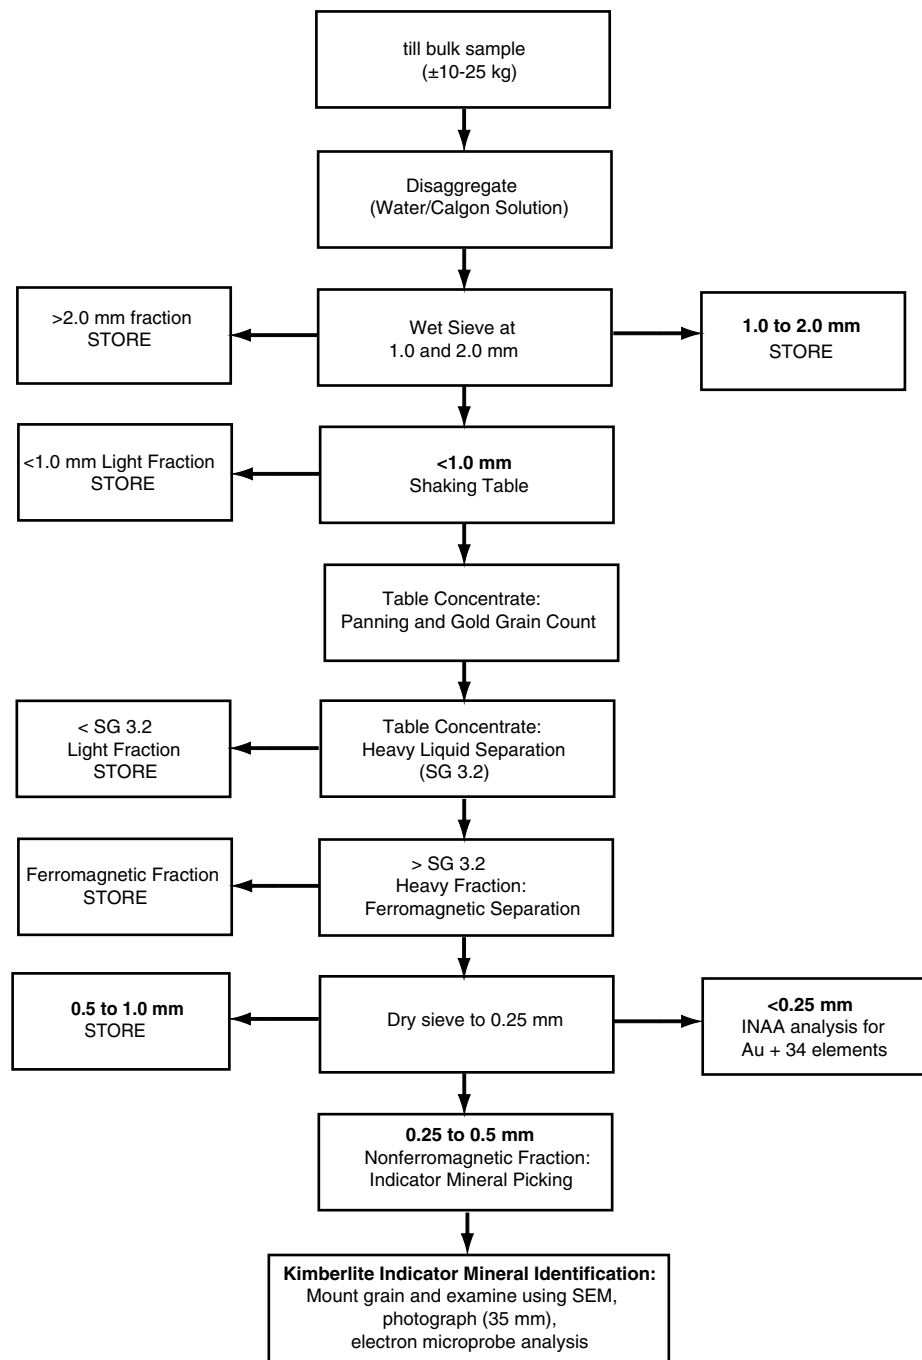 till bulk sample
(±10-25 kg)
Disaggregate
(Water/Calgon Solution)
>2.0 mm fraction
STORE
Wet Sieve at
1.0 and 2.0 mm
1.0 to 2.0 mm
STORE
<1.0 mm Light Fraction
STORE
<1.0 mm
Shaking Table
Table Concentrate:
Panning and Gold Grain Count
< SG 3.2
Light Fraction
STORE
Table Concentrate:
Heavy Liquid Separation
(SG 3.2)
Ferromagnetic Fraction
STORE
> SG 3.2
Heavy Fraction:
Ferromagnetic Separation
0.5 to 1.0 mm
STORE
Dry sieve to 0.25 mm
<0.25 mm
INAA analysis for
Au + 34 elements
0.25 to 0.5 mm
Nonferromagnetic Fraction:
Indicator Mineral Picking
Kimberlite Indicator Mineral Identification:
Mount grain and examine using SEM,
photograph (35 mm),
electron microprobe analysis